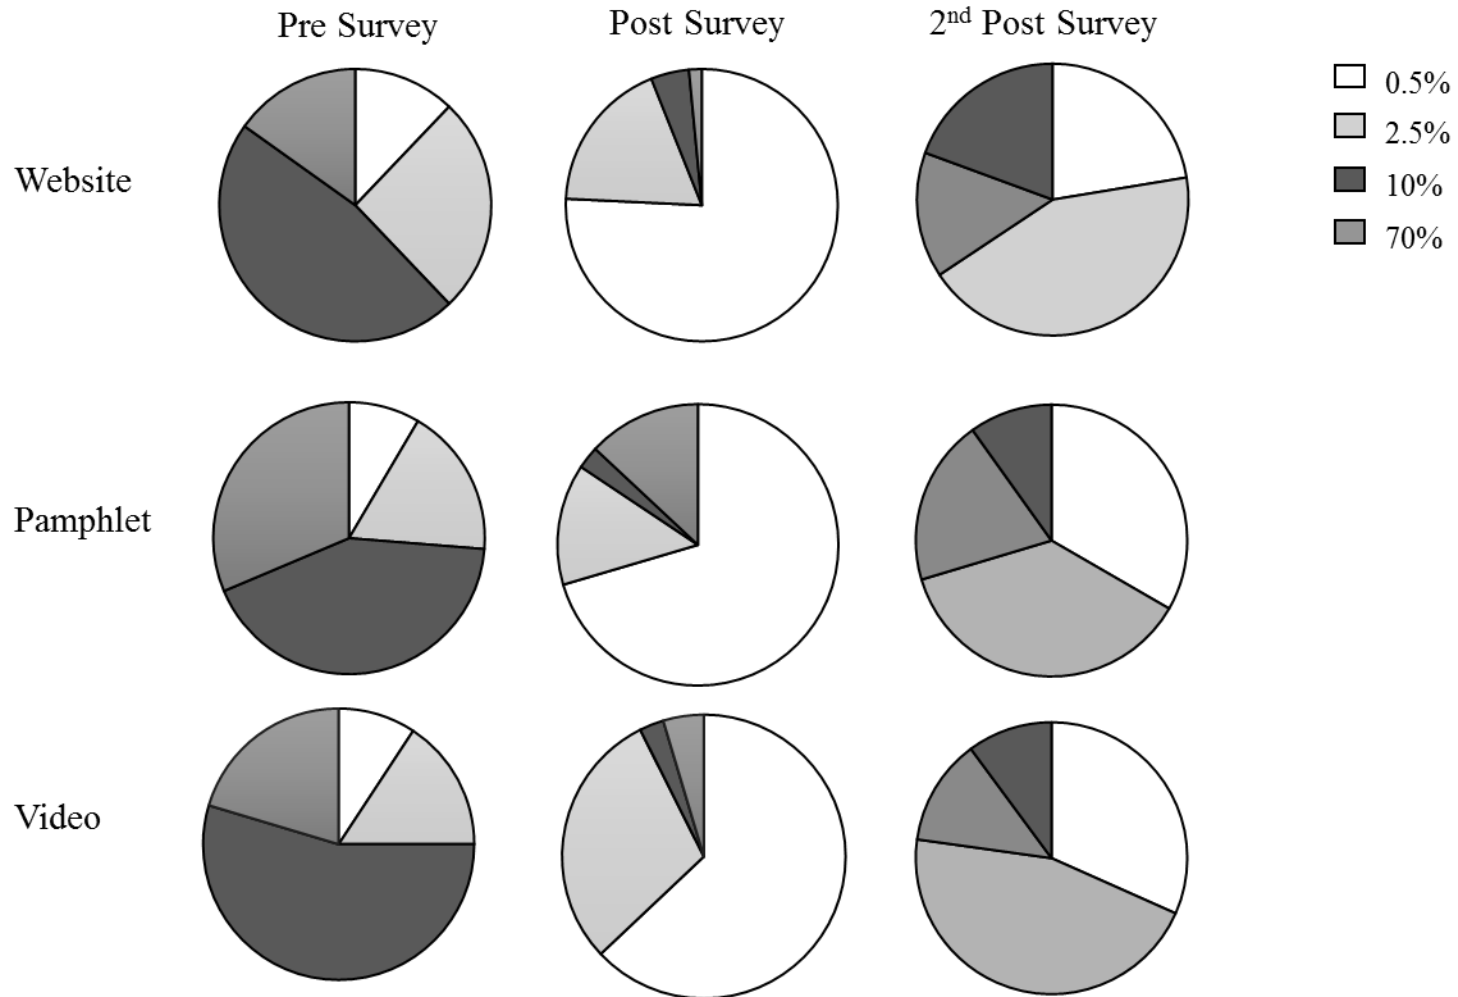 Pre Survey
Post Survey
2nd Post Survey
0.5%
2.5%
10%
70%
Website
Pamphlet
Video